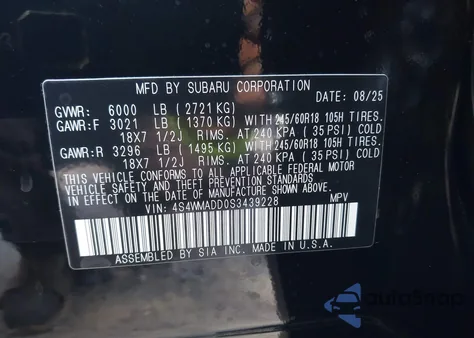 MFD BY SUBARU CORPORATION
DATE: 08/25
GVWR: 6000 LB (2721 KG)
GAWR:F 3021 LB (1370 KG) WITH 245/60R18 105H TIRES.
18X7 1/2J RIMS. AT 240 KPA (35 PSI) COLD
GAWR:R 3296 LB (1495 KG) WITH 245/60R18 105H TIRES.
18X7 1/2J RIMS. AT 240 KPA (35 PSI) COLD
THIS VEHICLE CONFORMS TO ALL APPLICABLE FEDERAL MOTOR
VEHICLE SAFETY AND THEFT PREVENTION STANDARDS
IN EFFECT ON THE DATE OF MANUFACTURE SHOWN ABOVE.
VIN: 4S4WMADD0S3439228 MPV
ASSEMBLED BY SIA INC. MADE IN U.S.A.